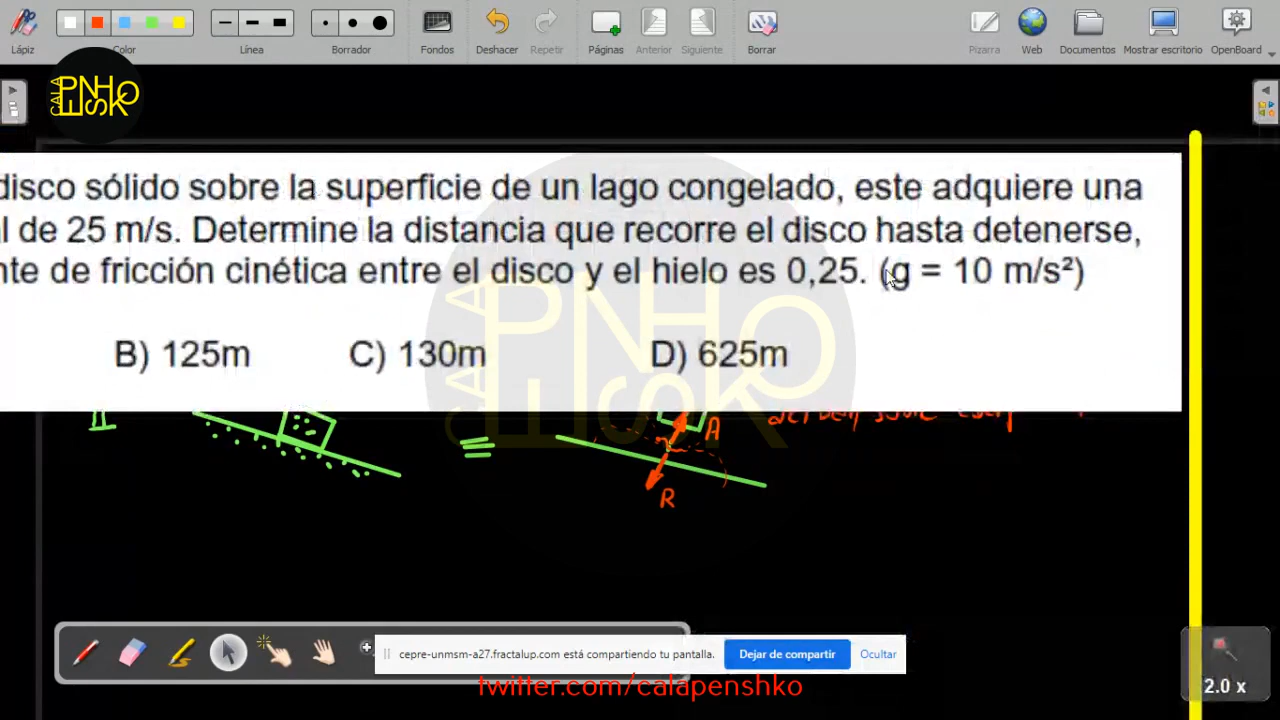 Lápiz
Color
Línea
Borrador
Fondos
Deshacer
Repetir
Páginas
Anterior
Siguiente
Borrar
Pizarra
Web
Documentos
Mostrar escritorio
OpenBoard
CALA
PENSHKO
disco sólido sobre la superficie de un lago congelado, este adquiere una
l de 25 m/s. Determine la distancia que recorre el disco hasta detenerse,
nte de fricción cinética entre el disco y el hielo es 0,25. (g = 10 m/s²)
B) 125m C) 130m D) 625m
A
R
cepre-unmsm-a27.fractalup.com está compartiendo tu pantalla. Dejar de compartir Ocultar
2.0 x
twitter.com/calapenshko